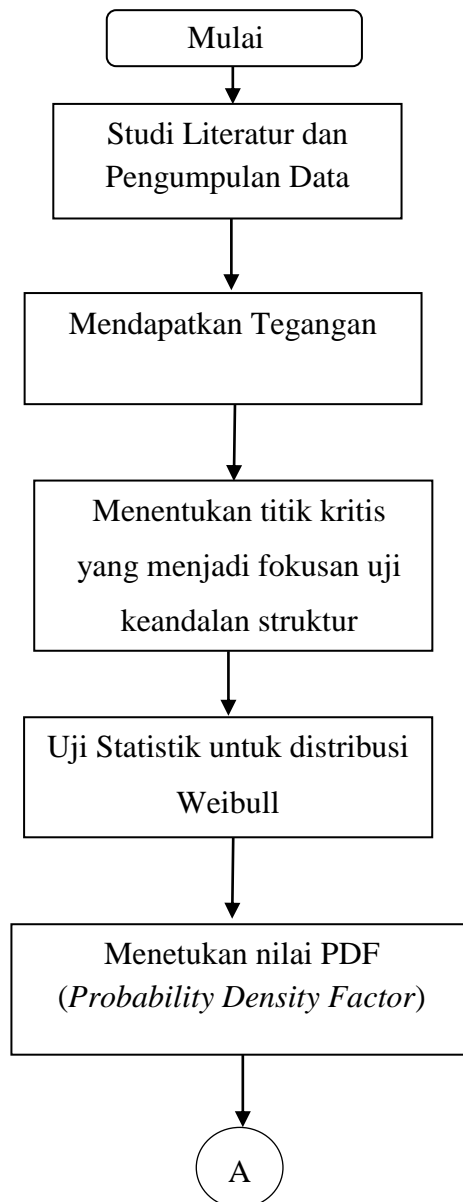 Mulai
Studi Literatur dan
Pengumpulan Data
Mendapatkan Tegangan
Menentukan titik kritis
yang menjadi fokusan uji
keandalan struktur
Uji Statistik untuk distribusi
Weibull
Menetukan nilai PDF
(Probability Density Factor)
A